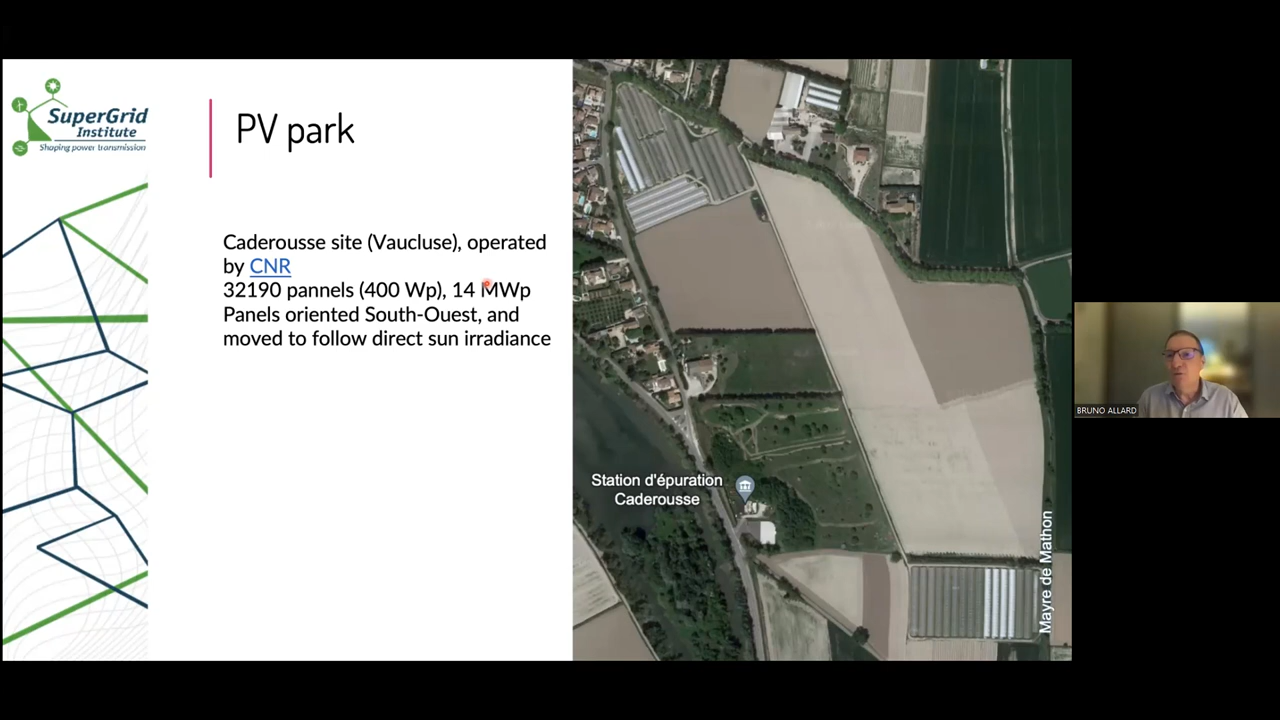 SuperGrid
Institute
Shaping power transmission
PV park
Caderousse site (Vaucluse), operated
by CNR
32190 pannels (400 Wp), 14 MWp
Panels oriented South-Ouest, and
moved to follow direct sun irradiance
Station d'épuration
Caderousse
Mayre de Mathon
BRUNO ALLARD